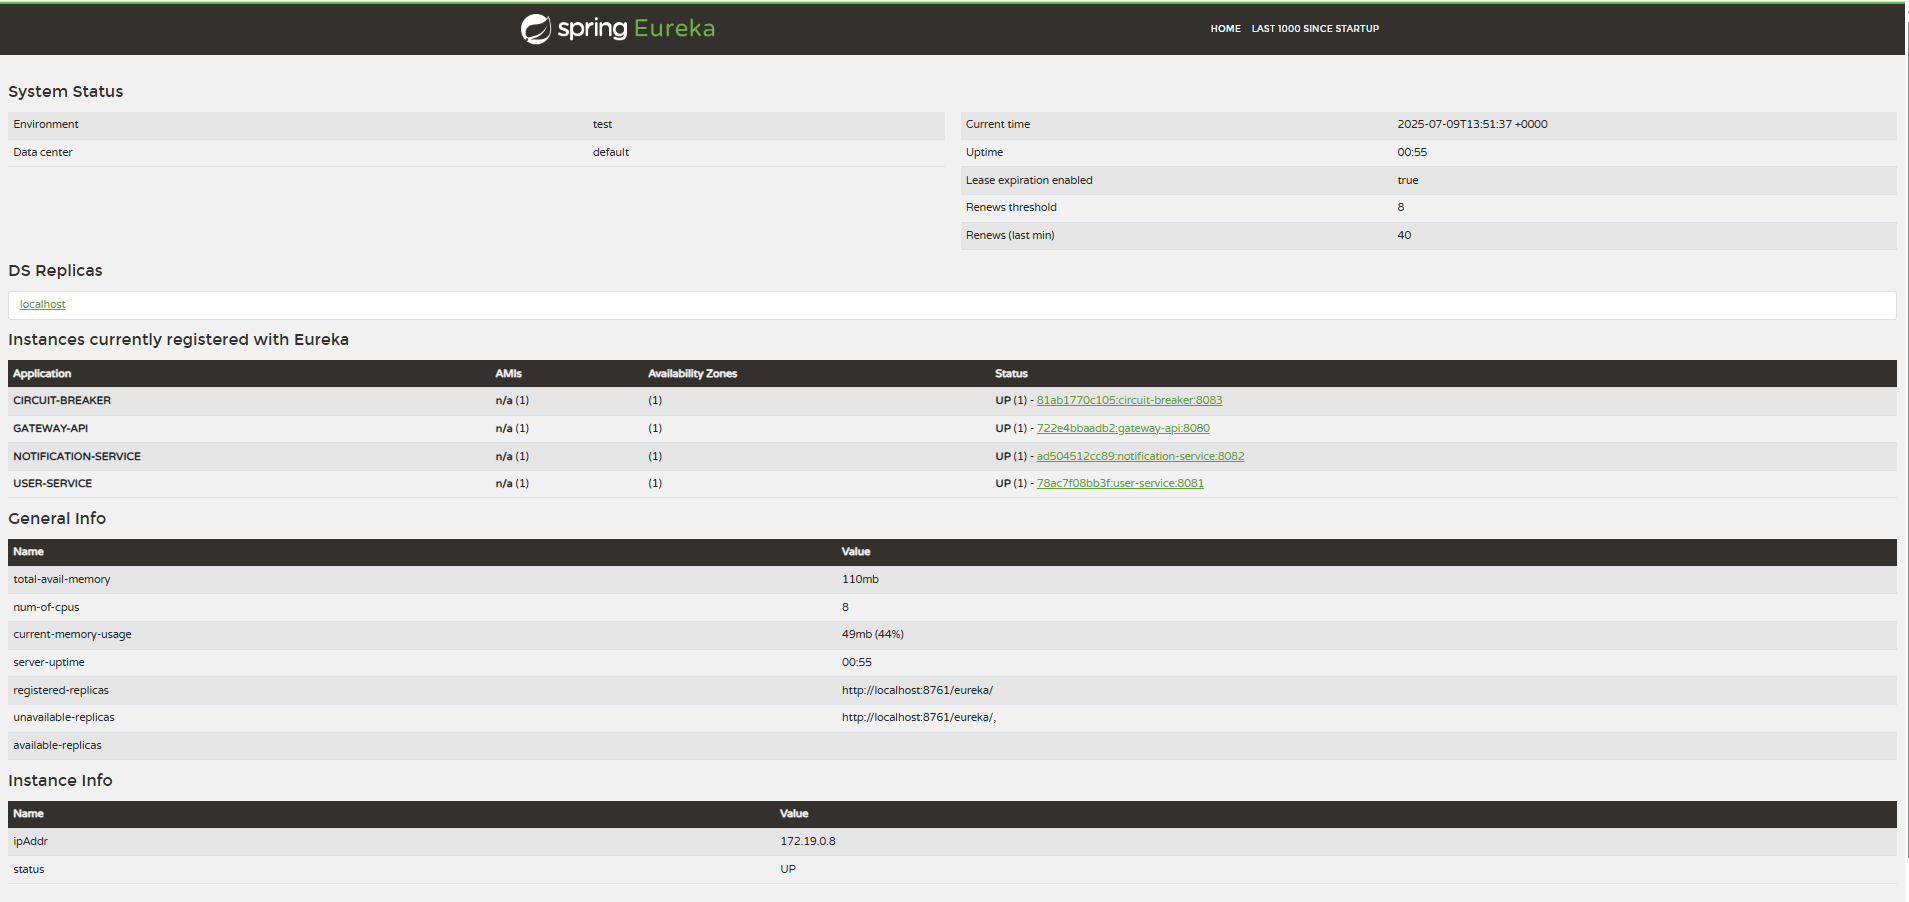 spring Eureka
HOME LAST 1000 SINCE STARTUP
System Status
Environment test
Data center default
Current time 2025-07-09T13:51:37 +0000
Uptime 00:55
Lease expiration enabled true
Renews threshold 8
Renews (last min) 40
DS Replicas
localhost
Instances currently registered with Eureka
Application AMIs Availability Zones Status
CIRCUIT-BREAKER n/a (1) (1) UP (1) - 81ab1770c105:circuit-breaker:8083
GATEWAY-API n/a (1) (1) UP (1) - 722e4bbaadb2:gateway-api:8080
NOTIFICATION-SERVICE n/a (1) (1) UP (1) - ad504512cc89:notification-service:8082
USER-SERVICE n/a (1) (1) UP (1) - 78ac7f08bb3f:user-service:8081
General Info
Name Value
total-avail-memory 110mb
num-of-cpus 8
current-memory-usage 49mb (44%)
server-uptime 00:55
registered-replicas http://localhost:8761/eureka/
unavailable-replicas http://localhost:8761/eureka/,
available-replicas
Instance Info
Name Value
ipAddr 172.19.0.8
status UP